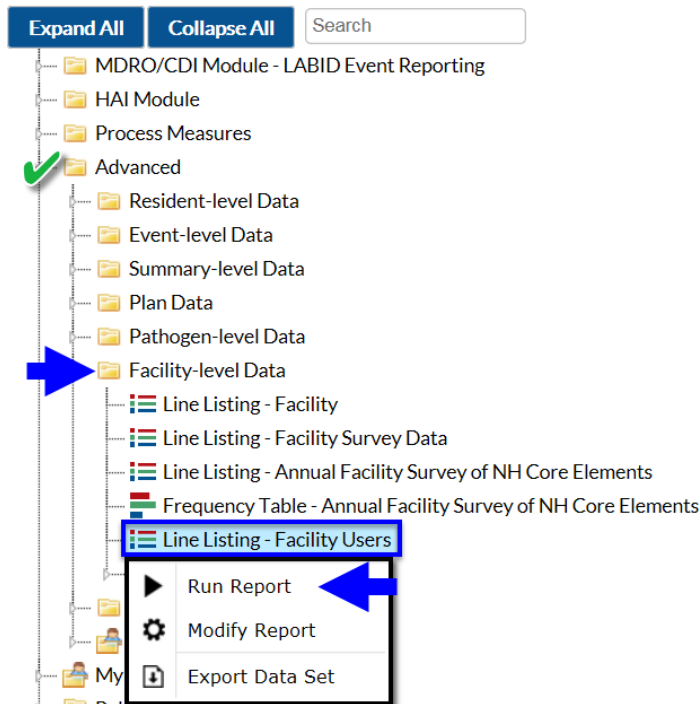 Expand All Collapse All Search
MDRO/CDI Module - LABID Event Reporting
HAI Module
Process Measures
Advanced
Resident-level Data
Event-level Data
Summary-level Data
Plan Data
Pathogen-level Data
Facility-level Data
Line Listing - Facility
Line Listing - Facility Survey Data
Line Listing - Annual Facility Survey of NH Core Elements
Frequency Table - Annual Facility Survey of NH Core Elements
Line Listing - Facility Users
Run Report
Modify Report
My
Export Data Set